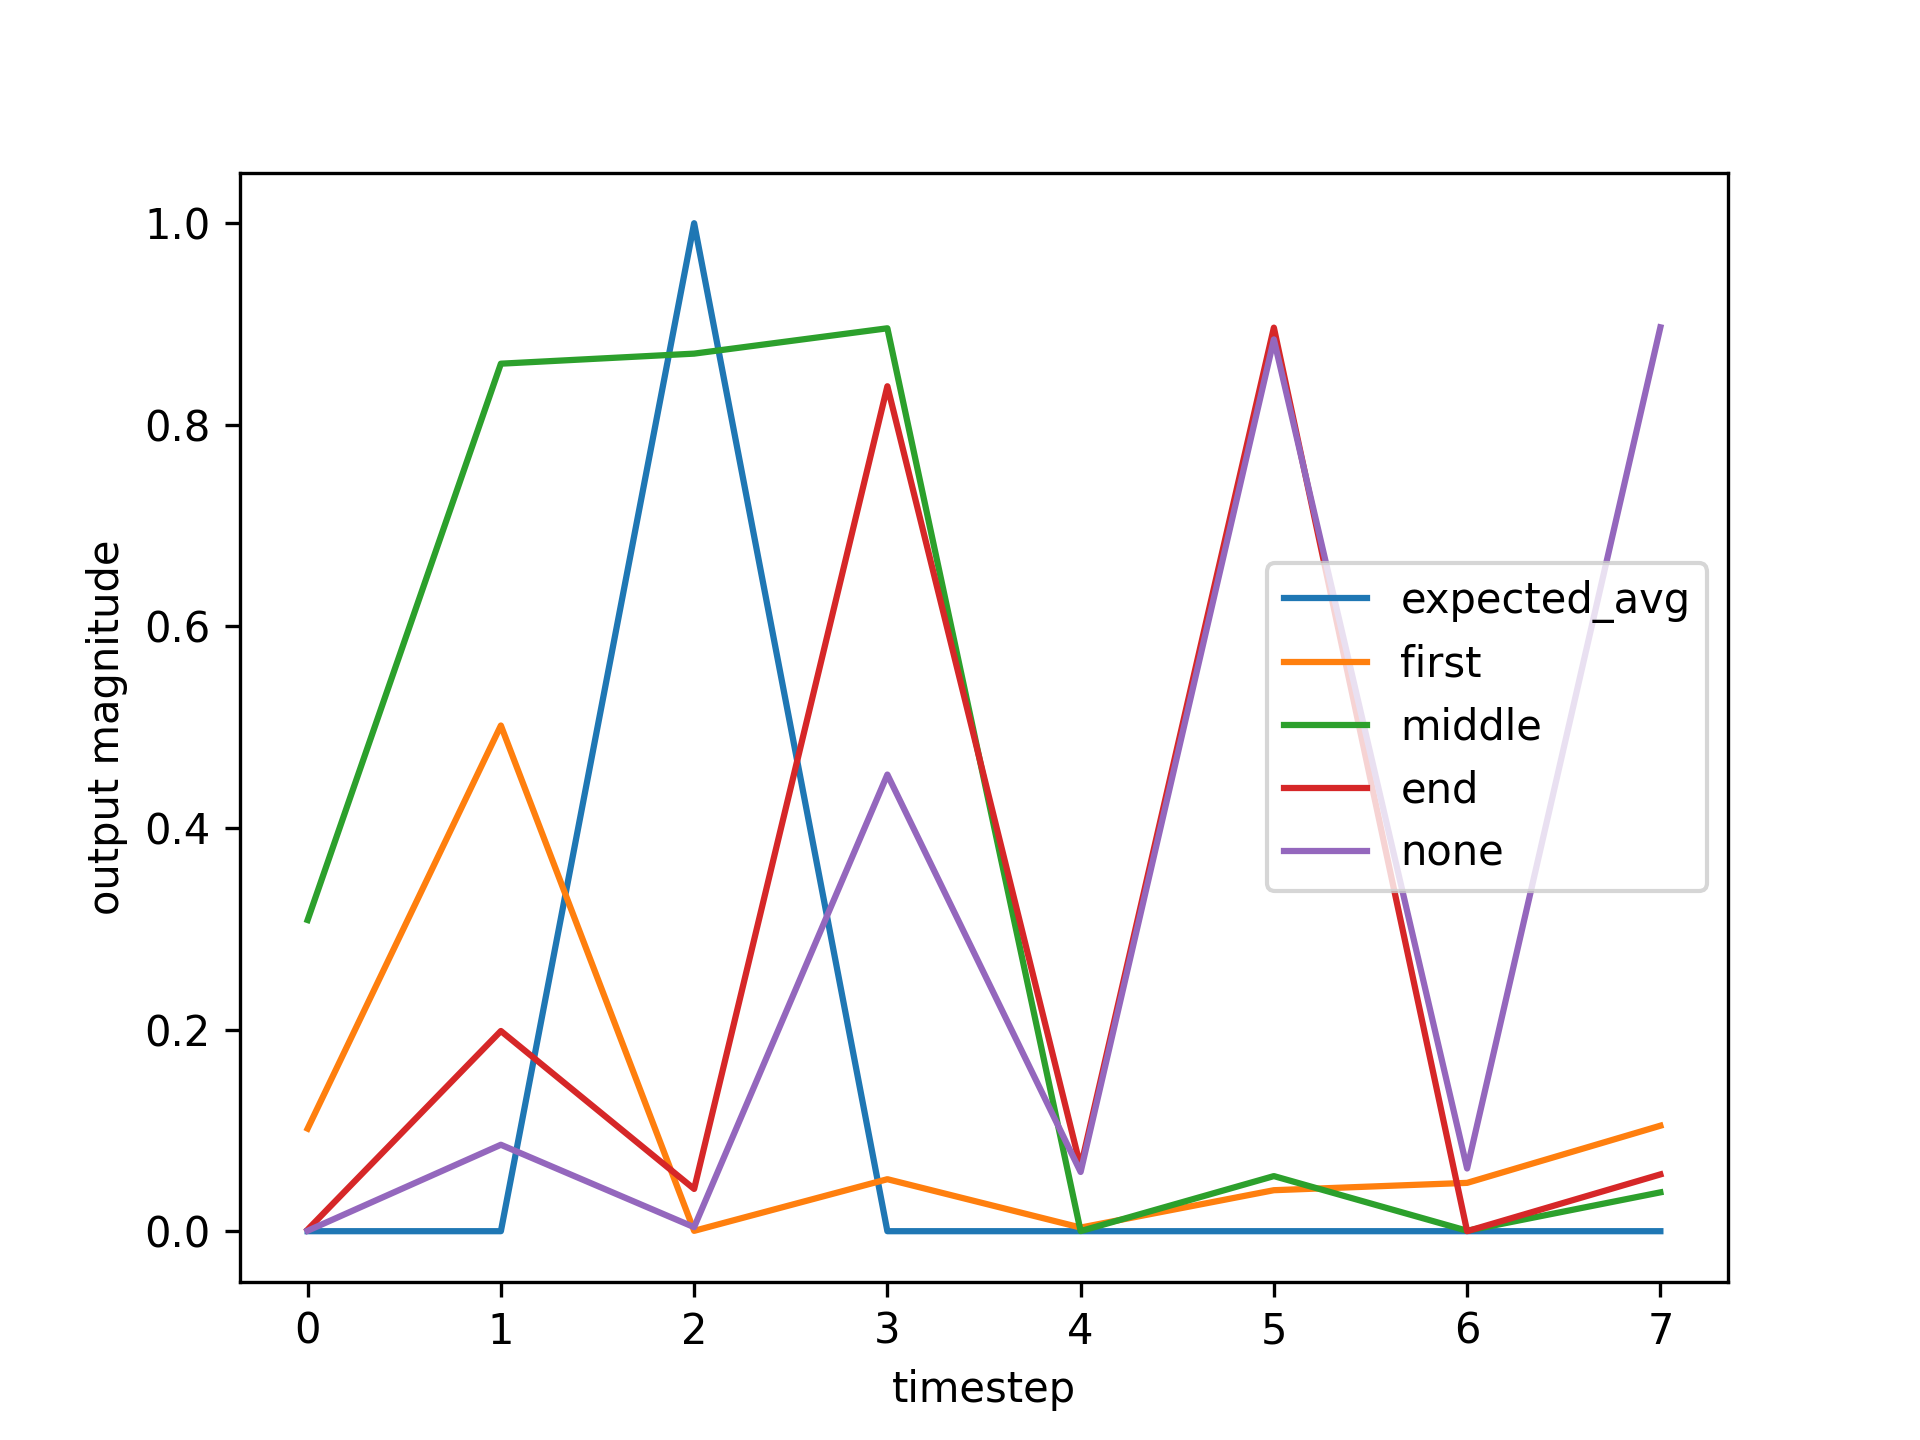 1.0
0.8
0.6
0.4
0.2
0.0
output magnitude
expected_avg
first
middle
end
none
0 1 2 3 4 5 6 7
timestep